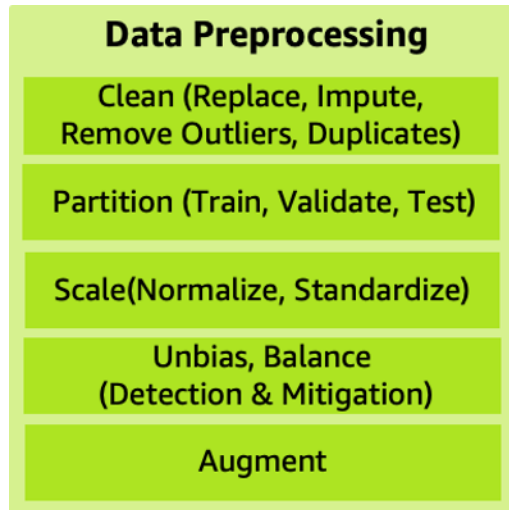 Data Preprocessing
Clean (Replace, Impute,
Remove Outliers, Duplicates)
Partition (Train, Validate, Test)
Scale(Normalize, Standardize)
Unbias, Balance
(Detection & Mitigation)
Augment